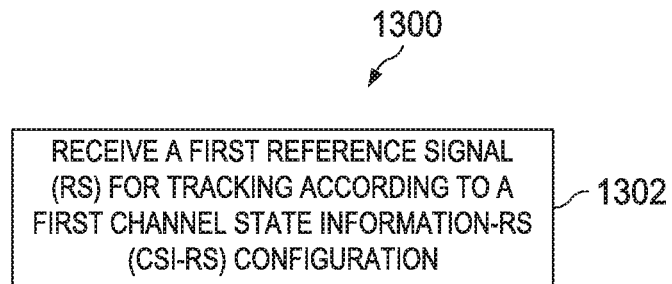 1300
RECEIVE A FIRST REFERENCE SIGNAL
(RS) FOR TRACKING ACCORDING TO A
FIRST CHANNEL STATE INFORMATION-RS
(CSI-RS) CONFIGURATION
1302